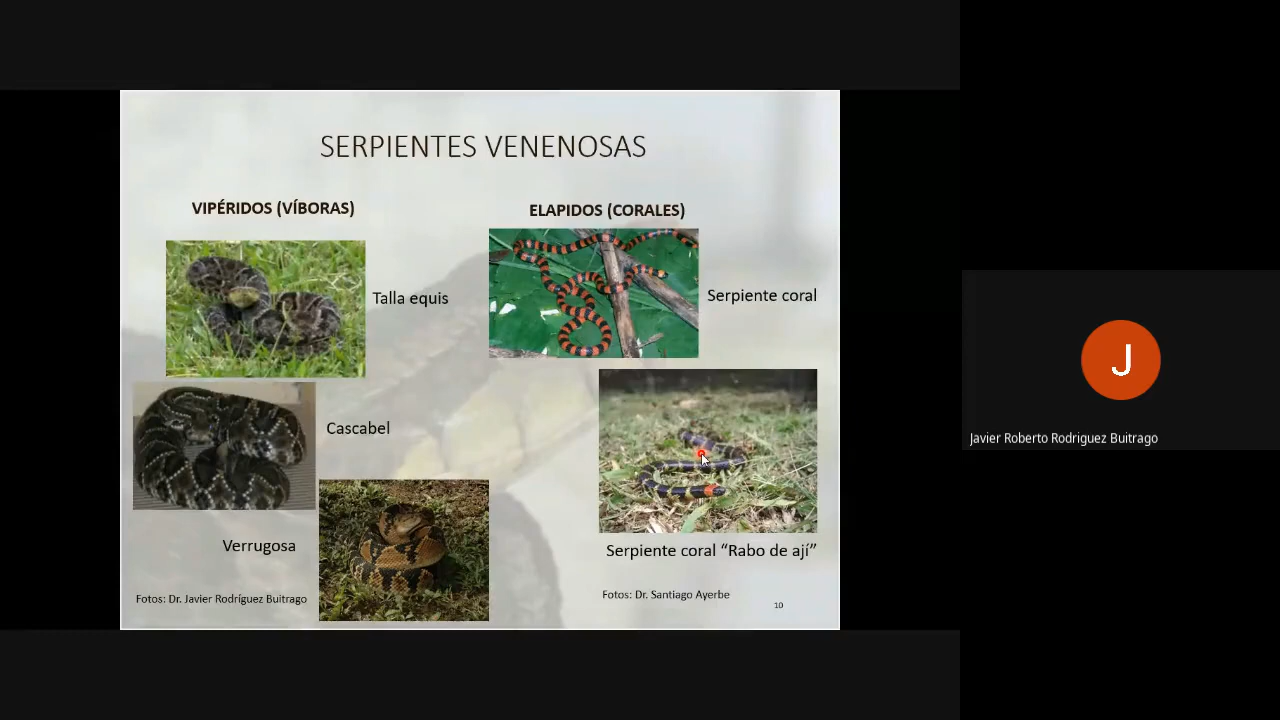 SERPIENTES VENENOSAS
VIPÉRIDOS (VÍBORAS)
Talla equis
Cascabel
Verrugosa
Fotos: Dr. Javier Rodríguez Buitrago
ELAPIDOS (CORALES)
Serpiente coral
Serpiente coral “Rabo de ají”
Fotos: Dr. Santiago Ayerbe
10
J
Javier Roberto Rodriguez Buitrago